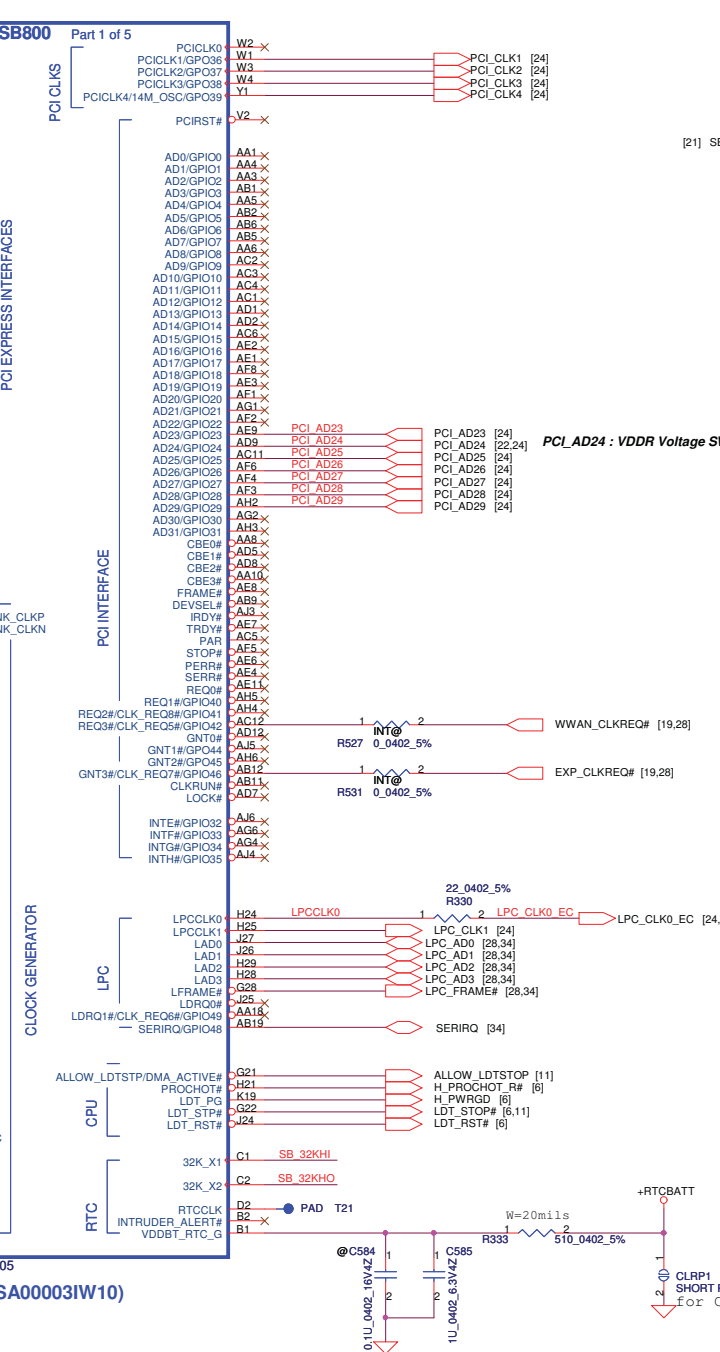 SB800 Part 1 of 5
PCI CLKS
PCICLK0 W2
PCICLK1/GPO36 W1 PCI_CLK1 [24]
PCICLK2/GPO37 W3 PCI_CLK2 [24]
PCICLK3/GPO38 W4 PCI_CLK3 [24]
PCICLK4/14M_OSC/GPO39 Y1 PCI_CLK4 [24]
PCIRST# V2
[21]
PCI EXPRESS INTERFACES
AD0/GPIO0 AA1
AD1/GPIO1 AA4
AD2/GPIO2 AA3
AD3/GPIO3 AB1
AD4/GPIO4 AA5
AD5/GPIO5 AB2
AD6/GPIO6 AB6
AD7/GPIO7 AB5
AD8/GPIO8 AA6
AD9/GPIO9 AC2
AD10/GPIO10 AC3
AD11/GPIO11 AC4
AD12/GPIO12 AC1
AD13/GPIO13 AD1
AD14/GPIO14 AD2
AD15/GPIO15 AC6
AD16/GPIO16 AE2
AD17/GPIO17 AE1
AD18/GPIO18 AF8
AD19/GPIO19 AE3
AD20/GPIO20 AF1
AD21/GPIO21 AG1
AD22/GPIO22 AF2
AD23/GPIO23 AE9 PCI_AD23 PCI_AD23 [24]
AD24/GPIO24 AD9 PCI_AD24 PCI_AD24 [22,24] PCI_AD24 : VDDR Voltage
AD25/GPIO25 AC11 PCI_AD25 PCI_AD25 [24]
AD26/GPIO26 AF6 PCI_AD26 PCI_AD26 [24]
AD27/GPIO27 AF4 PCI_AD27 PCI_AD27 [24]
AD28/GPIO28 AF3 PCI_AD28 PCI_AD28 [24]
AD29/GPIO29 AH2 PCI_AD29 PCI_AD29 [24]
AD30/GPIO30 AG2
AD31/GPIO31 AH3
PCI INTERFACE
CBE0# AA8
CBE1# AD5
CBE2# AD8
CBE3# AA10
FRAME# AE8
DEVSEL# AB9
IRDY# AJ3
NK_CLKP
TRDY# AE7
NK_CLKN
PAR AC5
STOP# AF5
PERR# AE6
SERR# AE4
REQ0# AE11
REQ1#/GPIO40 AH5
REQ2#/CLK_REQ8#/GPIO41 AH4
REQ3#/CLK_REQ5#/GPIO42 AC12 1 2 WWAN_CLKREQ# [19,28]
INT@
R527 0_0402_5%
GNT0# AD12
GNT1#/GPO44 AJ5
GNT2#/GPO45 AH6
GNT3#/CLK_REQ7#/GPIO46 AB12 1 2 EXP_CLKREQ# [19,28]
INT@
R531 0_0402_5%
CLKRUN# AB11
LOCK# AD7
INTE#/GPIO32 AJ6
INTF#/GPIO33 AG6
INTG#/GPIO34 AG4
INTH#/GPIO35 AJ4
CLOCK GENERATOR
LPC
22_0402_5%
R330
LPCCLK0 H24 LPCCLK0 1 2 LPC_CLK0_EC LPC_CLK0_EC [24,
LPCCLK1 H25 LPC_CLK1 [24]
LAD0 J27 LPC_AD0 [28,34]
LAD1 J26 LPC_AD1 [28,34]
LAD2 H29 LPC_AD2 [28,34]
LAD3 H28 LPC_AD3 [28,34]
LFRAME# G28 LPC_FRAME# [28,34]
LDRQ0# J25
LDRQ1#/CLK_REQ6#/GPIO49 AA18
SERIRQ/GPIO48 AB19 SERIRQ [34]
CPU
ALLOW_LDTSTP/DMA_ACTIVE# G21 ALLOW_LDTSTOP [11]
PROCHOT# H21 H_PROCHOT_R# [6]
LDT_PG K19 H_PWRGD [6]
LDT_STP# G22 LDT_STOP# [6,11]
LDT_RST# J24 LDT_RST# [6]
RTC
32K_X1 C1 SB_32KHI
32K_X2 C2 SB_32KHO
RTCCLK D2 PAD T21
INTRUDER_ALERT# B2
VDDBT_RTC_G B1
+RTCBATT
W=20mils
1 2
R333 510_0402_5%
@C584 1 2 0.1U_0402_16V4Z
C585 1 2 1U_0402_6.3V4Z
1 2 CLRP1
SHORT
for
05
SA00003IW10)